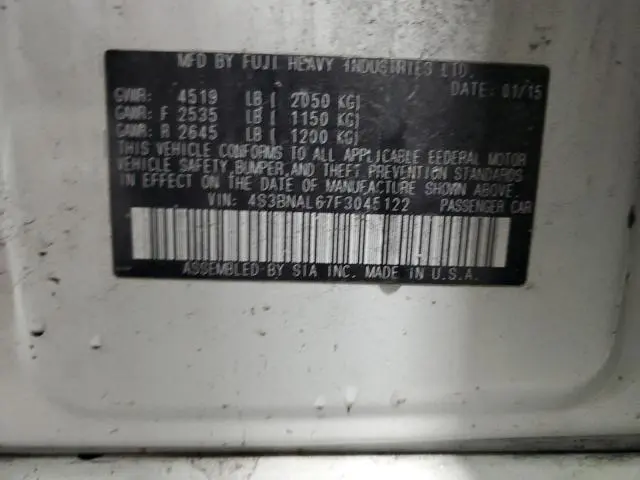 MFD BY FUJI HEAVY INDUSTRIES LTD.
DATE: 01/15
GVWR: 4519 LB ( 2050 KG)
GAWR: F 2535 LB ( 1150 KG)
GAWR: R 2645 LB ( 1200 KG)
THIS VEHICLE CONFORMS TO ALL APPLICABLE FEDERAL MOTOR
VEHICLE SAFETY, BUMPER, AND THEFT PREVENTION STANDARDS
IN EFFECT ON THE DATE OF MANUFACTURE SHOWN ABOVE.
VIN: 4S3BNAL67F3045122 PASSENGER CAR
ASSEMBLED BY SIA INC. MADE IN U.S.A.